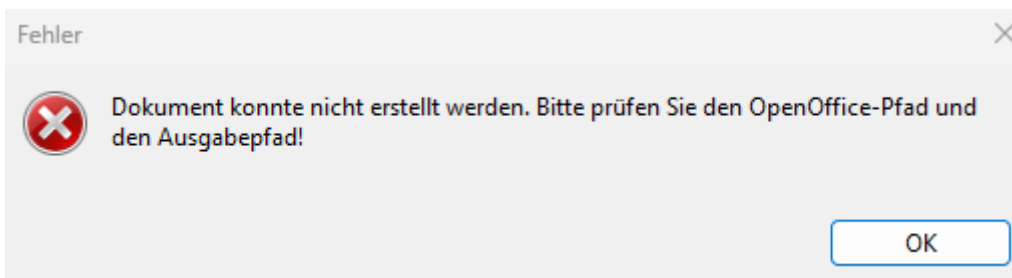 Fehler
Dokument konnte nicht erstellt werden. Bitte prüfen Sie den OpenOffice-Pfad und
den Ausgabepfad!
OK